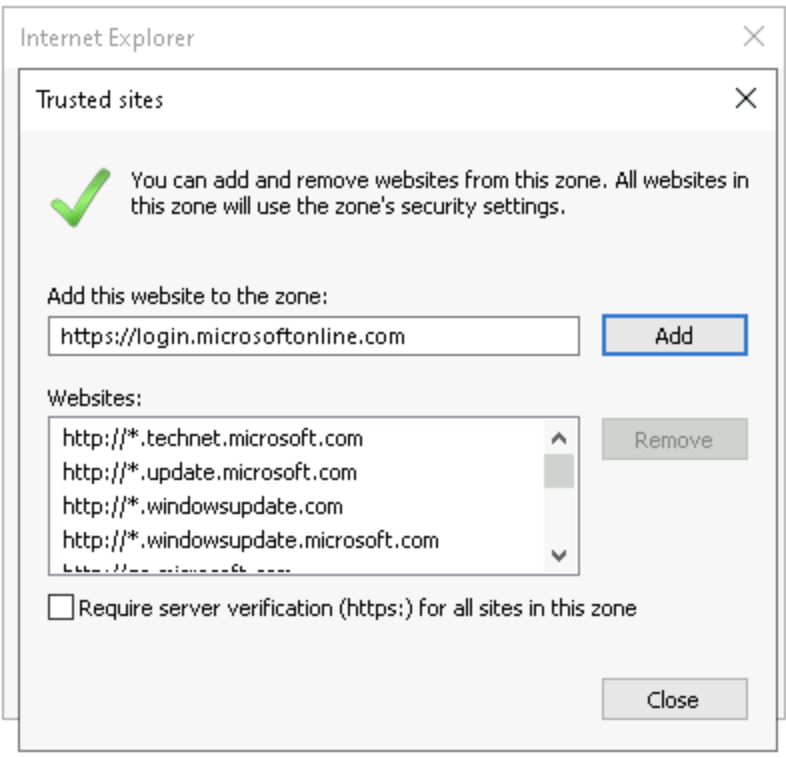 Internet Explorer
Trusted sites
You can add and remove websites from this zone. All websites in
this zone will use the zone's security settings.
Add this website to the zone:
https://login.microsoftonline.com
Add
Websites:
http://*.technet.microsoft.com
Remove
http://*.update.microsoft.com
http://*.windowsupdate.com
http://*.windowsupdate.microsoft.com
Require server verification (https:) for all sites in this zone
Close